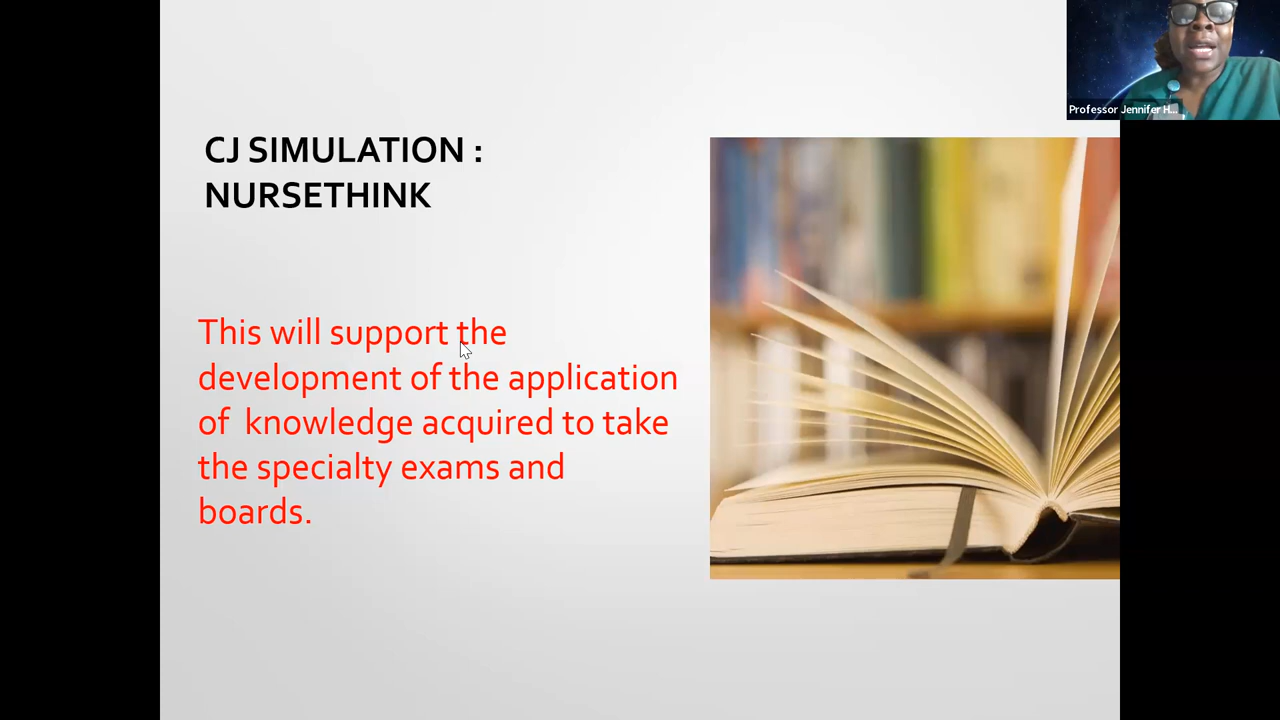 Professor Jennifer H...
CJ SIMULATION :
NURSETHINK
This will support the
development of the application
of  knowledge acquired to take
the specialty exams and
boards.